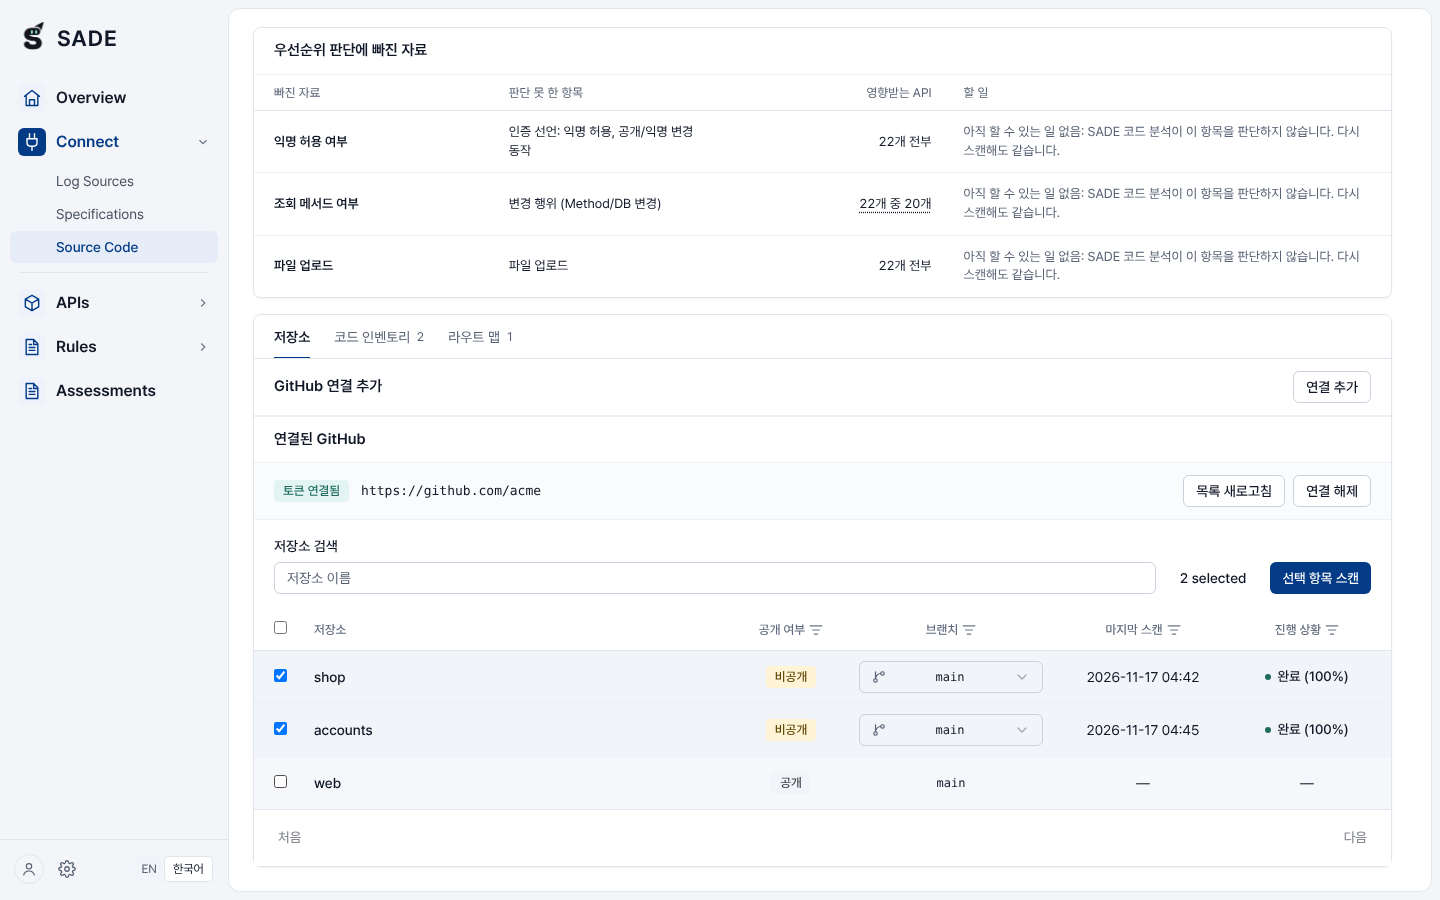 SADE
Overview
Connect
Log Sources
Specifications
Source Code
APIs
Rules
Assessments
EN 한국어
우선순위 판단에 빠진 자료
빠진 자료 판단 못 한 항목 영향받는 API 할 일
익명 허용 여부 인증 선언: 익명 허용, 공개/익명 변경 22개 전부 아직 할 수 있는 일 없음: SADE 코드 분석이 이 항목을 판단하지 않습니다. 다시
동작 스캔해도 같습니다.
조회 메서드 여부 변경 행위 (Method/DB 변경) 22개 중 20개 아직 할 수 있는 일 없음: SADE 코드 분석이 이 항목을 판단하지 않습니다. 다시
스캔해도 같습니다.
파일 업로드 파일 업로드 22개 전부 아직 할 수 있는 일 없음: SADE 코드 분석이 이 항목을 판단하지 않습니다. 다시
스캔해도 같습니다.
저장소 코드 인벤토리 2 라우트 맵 1
GitHub 연결 추가 연결 추가
연결된 GitHub
토큰 연결됨 https://github.com/acme 목록 새로고침 연결 해제
저장소 검색
저장소 이름 2 selected 선택 항목 스캔
저장소 공개 여부 브랜치 마지막 스캔 진행 상황
shop 비공개 main 2026-11-17 04:42 완료 (100%)
accounts 비공개 main 2026-11-17 04:45 완료 (100%)
web 공개 main — —
처음 다음